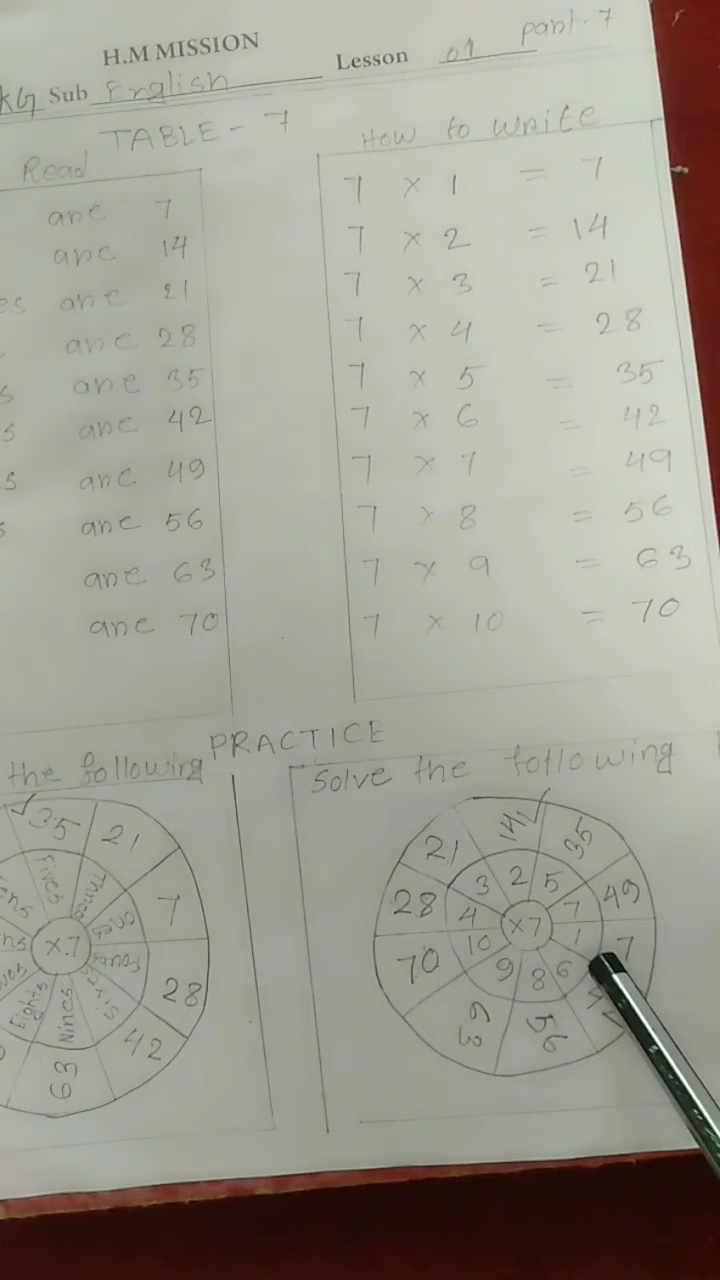 H.M MISSION
KG Sub English Lesson 01 part-7
TABLE - 7
Read
are 7
are 14
are 21
are 28
are 35
are 42
are 49
are 56
are 63
are 70
How to write
7 × 1 = 7
7 × 2 = 14
7 × 3 = 21
7 × 4 = 28
7 × 5 = 35
7 × 6 = 42
7 × 7 = 49
7 × 8 = 56
7 × 9 = 63
7 × 10 = 70
PRACTICE
the following
35 21 7 28 42 63
Fives Ones Fours Sixes Nines Eights
×7
Solve the following
14 35 49 7 56 63 70 28 21
2 5 7 1 6 8 9 10 4 3
×7